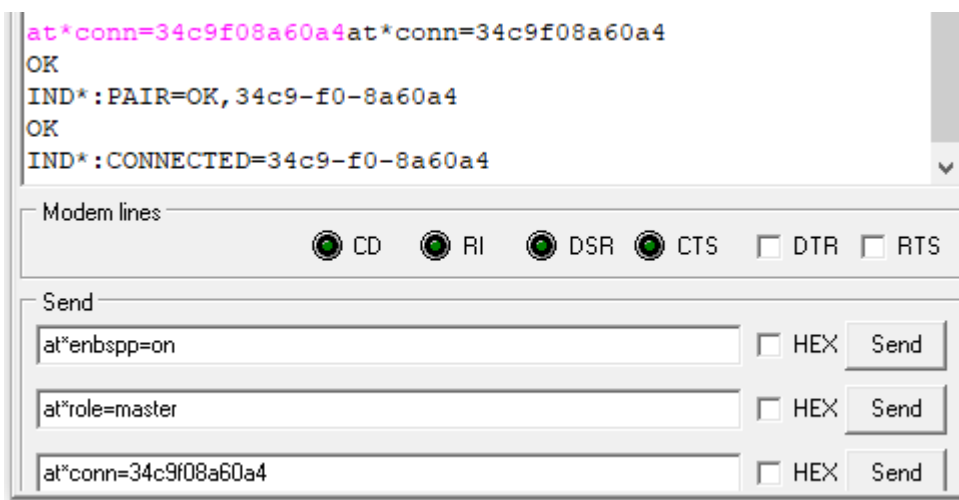 at*conn=34c9f08a60a4at*conn=34c9f08a60a4
OK
IND*:PAIR=OK,34c9-f0-8a60a4
OK
IND*:CONNECTED=34c9-f0-8a60a4
Modem lines
CD RI DSR CTS DTR RTS
Send
at*enbspp=on HEX Send
at*role=master HEX Send
at*conn=34c9f08a60a4 HEX Send